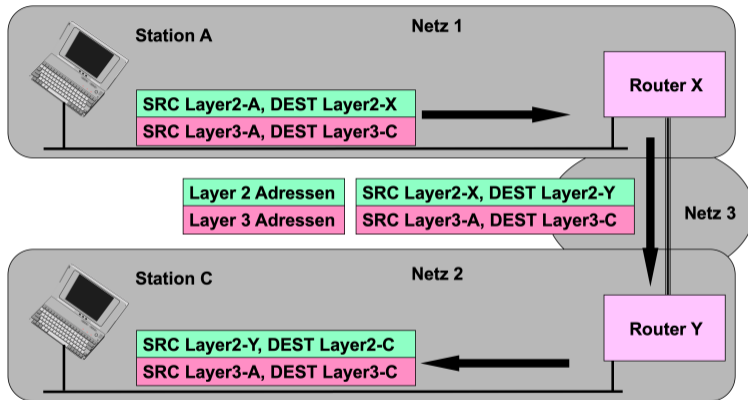 Station A
Netz 1
Router X
SRC Layer2-A, DEST Layer2-X
SRC Layer3-A, DEST Layer3-C
Layer 2 Adressen
Layer 3 Adressen
SRC Layer2-X, DEST Layer2-Y
SRC Layer3-A, DEST Layer3-C
Netz 3
Station C
Netz 2
Router Y
SRC Layer2-Y, DEST Layer2-C
SRC Layer3-A, DEST Layer3-C